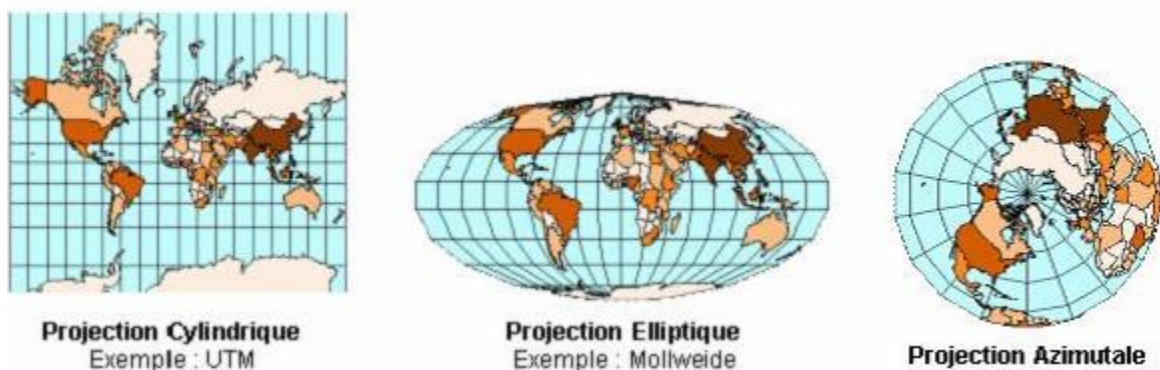 Projection Cylindrique
Exemple : UTM
Projection Elliptique
Exemple : Mollweide
Projection Azimutale